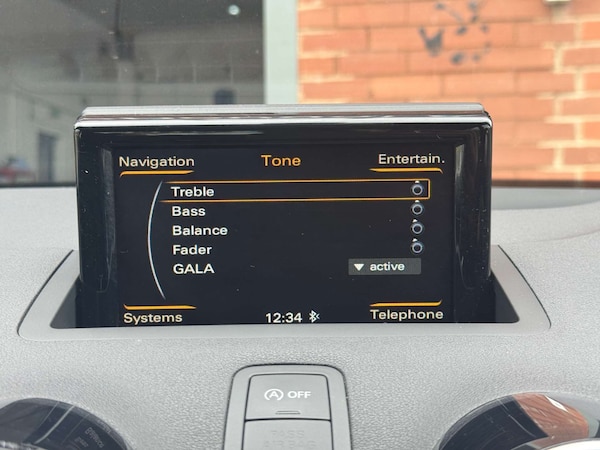 Navigation Tone Entertain.
Treble
Bass
Balance
Fader
GALA active
Systems 12:34 Telephone
A OFF